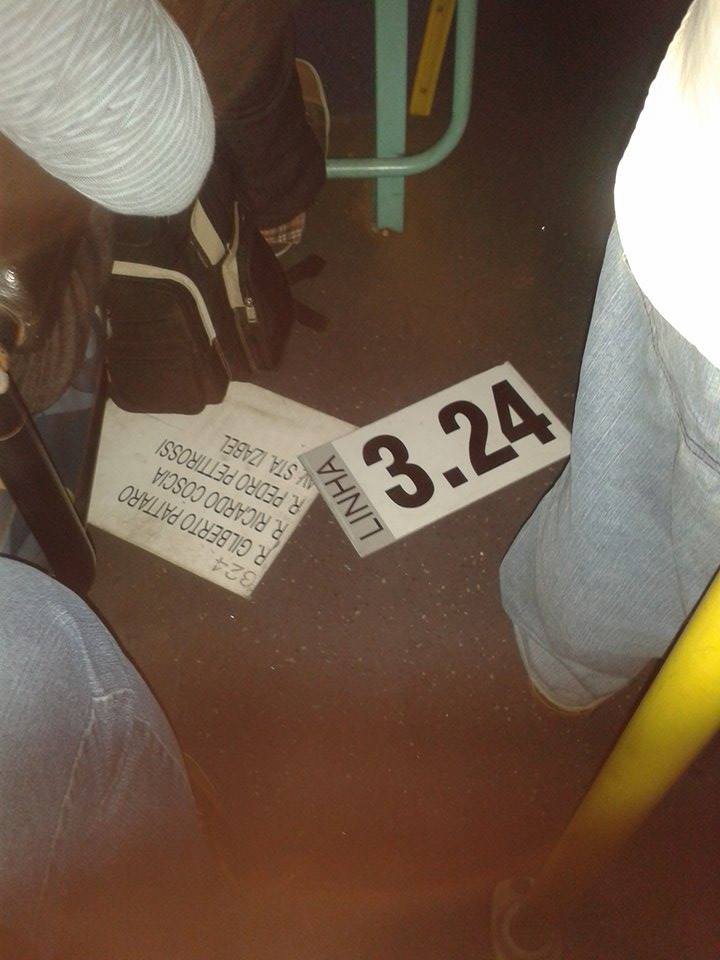 LINHA
3.24
324
R. GILBERTO PATTARO
R. RICARDO COSCIA
R. PEDRO PETTIROSSI
AV. STA. IZABEL